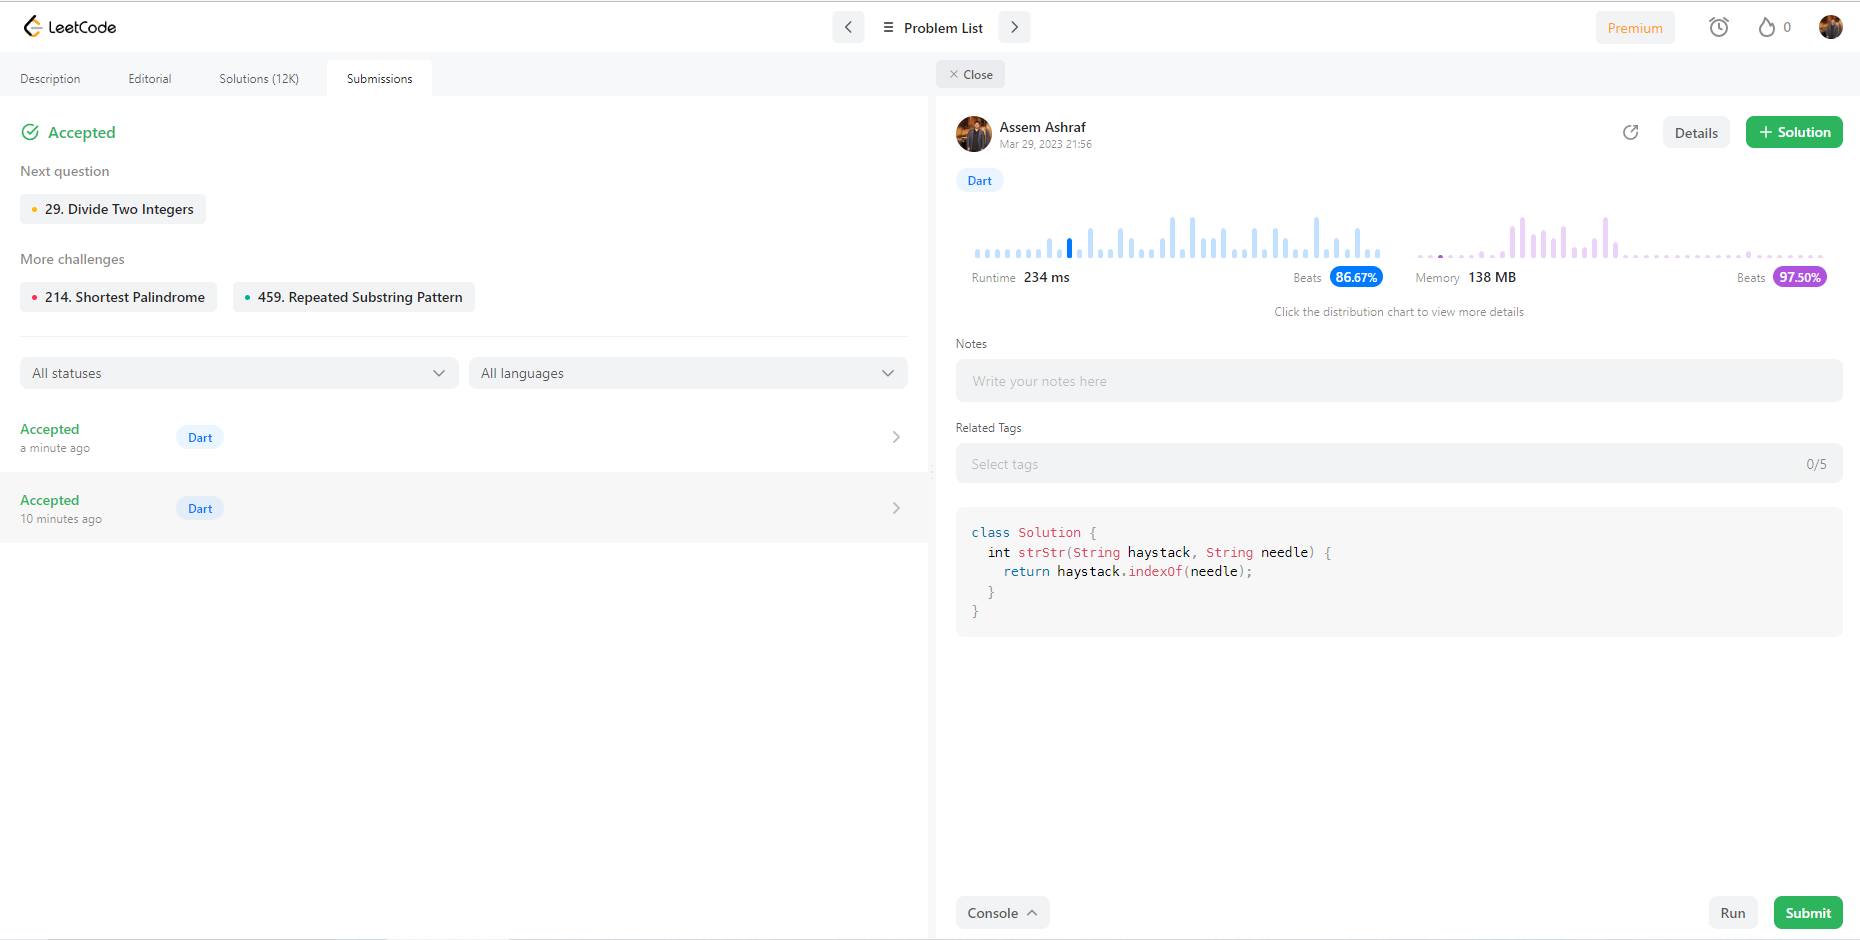 LeetCode
Problem List
Premium
0
Description Editorial Solutions (12K) Submissions
Accepted
Next question
29. Divide Two Integers
More challenges
214. Shortest Palindrome 459. Repeated Substring Pattern
All statuses All languages
Accepted
a minute ago
Dart
Accepted
10 minutes ago
Dart
× Close
Assem Ashraf
Mar 29, 2023 21:56
Details
+ Solution
Dart
Runtime 234 ms Beats 86.67% Memory 138 MB Beats 97.50%
Click the distribution chart to view more details
Notes
Write your notes here
Related Tags
Select tags 0/5
class Solution {
  int strStr(String haystack, String needle) {
    return haystack.indexOf(needle);
  }
}
Console Run Submit